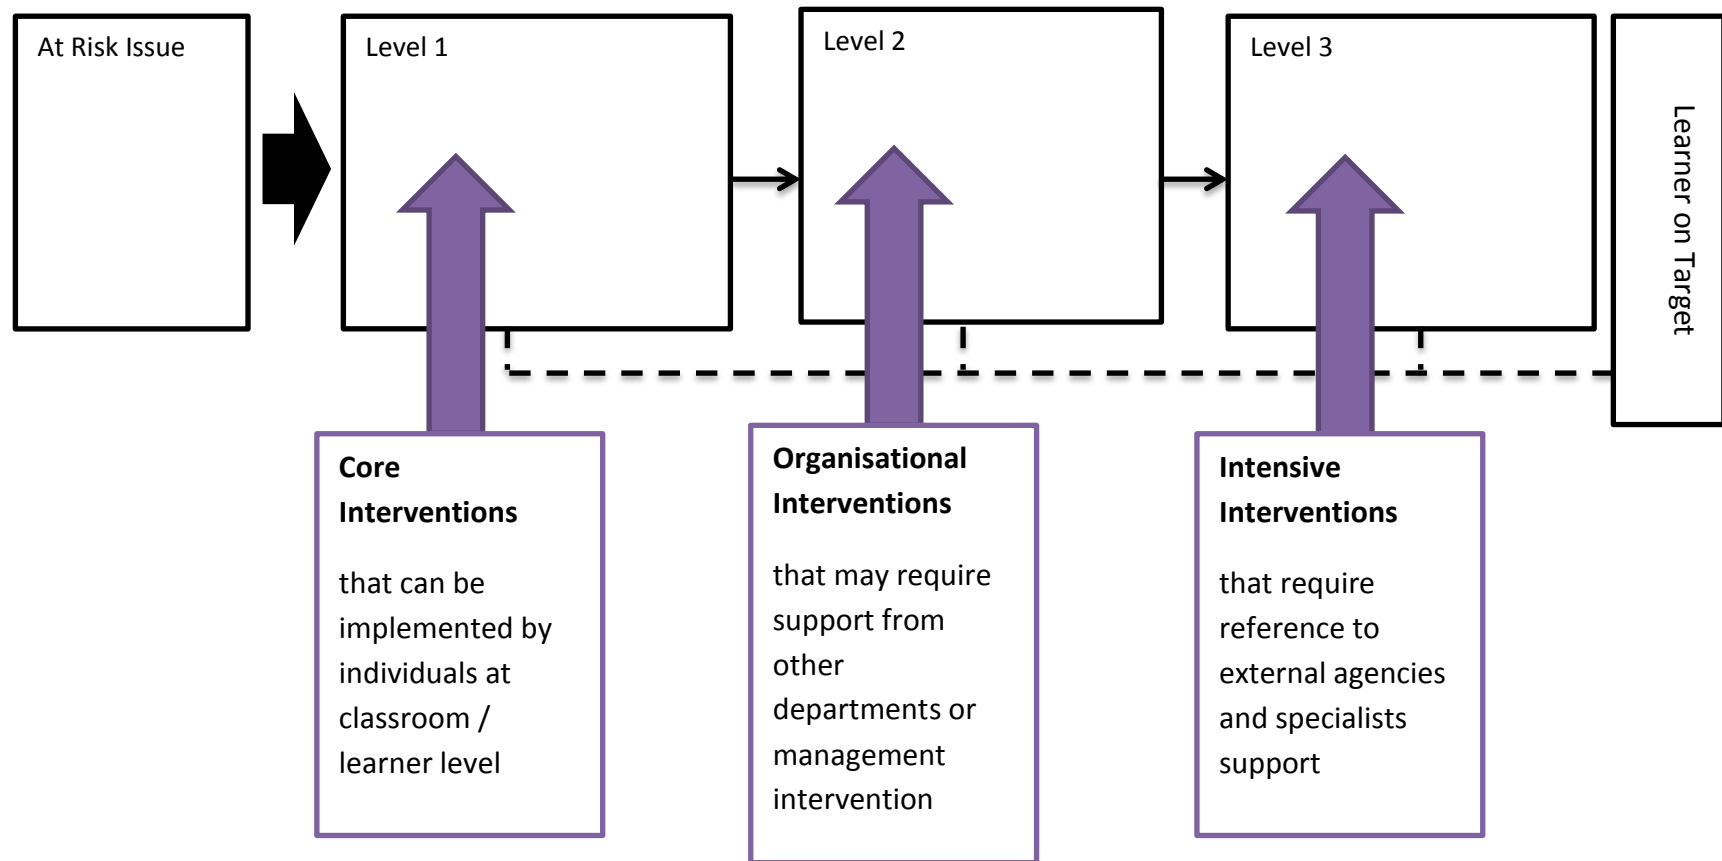 At Risk Issue
Level 1
Level 2
Level 3
Learner on Target
Core
Interventions
that can be
implemented by
individuals at
classroom /
learner level
Organisational
Interventions
that may require
support from
other
departments or
management
intervention
Intensive
Interventions
that require
reference to
external agencies
and specialists
support